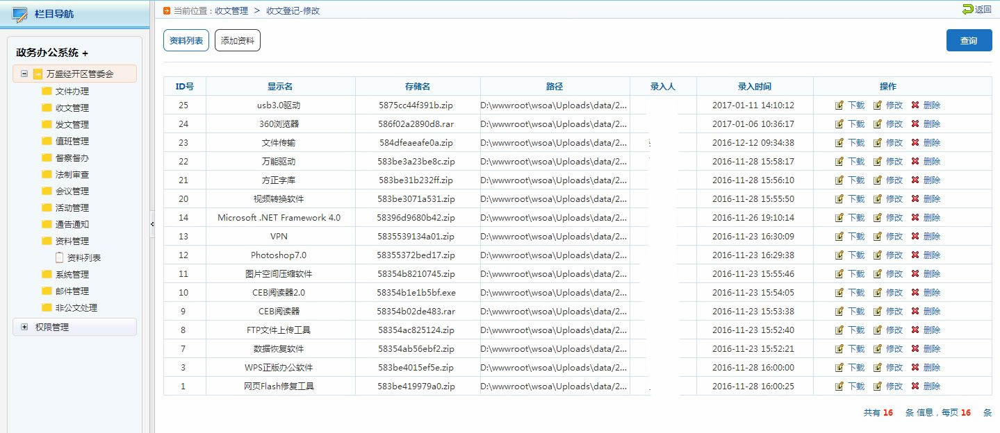 栏目导航
当前位置：收文管理 > 收文登记-修改
返回
资料列表 添加资料
查询
政务办公系统 +
万盛经开区管委会
文件办理
收文管理
发文管理
值班管理
督察督办
法制审查
会议管理
活动管理
通告通知
资料管理
资料列表
系统管理
邮件管理
非公文处理
权限管理
ID号 显示名 存储名 路径 录入人 录入时间 操作
25 usb3.0驱动 5875cc44f391b.zip D:\wwwroot\wsoa\Uploads\data/2... 2017-01-11 14:10:12 下载 修改 删除
24 360浏览器 586f02a2890d8.rar D:\wwwroot\wsoa\Uploads\data/2... 2017-01-06 10:36:17 下载 修改 删除
23 文件传输 584dfeaeafe0a.zip D:\wwwroot\wsoa\Uploads\data/2... 2016-12-12 09:34:38 下载 修改 删除
22 万能驱动 583be3a23be8c.zip D:\wwwroot\wsoa\Uploads\data/2... 2016-11-28 15:58:17 下载 修改 删除
21 方正字库 583be31b232ff.zip D:\wwwroot\wsoa\Uploads\data/2... 2016-11-28 15:56:10 下载 修改 删除
20 视频转换软件 583be3071a531.zip D:\wwwroot\wsoa\Uploads\data/2... 2016-11-28 15:55:50 下载 修改 删除
14 Microsoft .NET Framework 4.0 58396d9680b42.zip D:\wwwroot\wsoa\Uploads\data/2... 2016-11-26 19:10:14 下载 修改 删除
13 VPN 5835539134a01.zip D:\wwwroot\wsoa\Uploads\data/2... 2016-11-23 16:30:09 下载 修改 删除
12 Photoshop7.0 58355372bed17.zip D:\wwwroot\wsoa\Uploads\data/2... 2016-11-23 16:29:38 下载 修改 删除
11 图片空间压缩软件 58354b8210745.zip D:\wwwroot\wsoa\Uploads\data/2... 2016-11-23 15:55:46 下载 修改 删除
10 CEB阅读器2.0 58354b1e1b5bf.exe D:\wwwroot\wsoa\Uploads\data/2... 2016-11-23 15:54:05 下载 修改 删除
9 CEB阅读器 58354b02de483.rar D:\wwwroot\wsoa\Uploads\data/2... 2016-11-23 15:53:38 下载 修改 删除
8 FTP文件上传工具 58354ac825124.zip D:\wwwroot\wsoa\Uploads\data/2... 2016-11-23 15:52:40 下载 修改 删除
7 数据恢复软件 58354ab56ebf2.zip D:\wwwroot\wsoa\Uploads\data/2... 2016-11-23 15:52:21 下载 修改 删除
3 WPS正版办公软件 583be4015ef5e.zip D:\wwwroot\wsoa\Uploads\data/2... 2016-11-28 16:00:00 下载 修改 删除
1 网页Flash修复工具 583be419979a0.zip D:\wwwroot\wsoa\Uploads\data/2... 2016-11-28 16:00:25 下载 修改 删除
共有 16 条 信息，每页 16 条